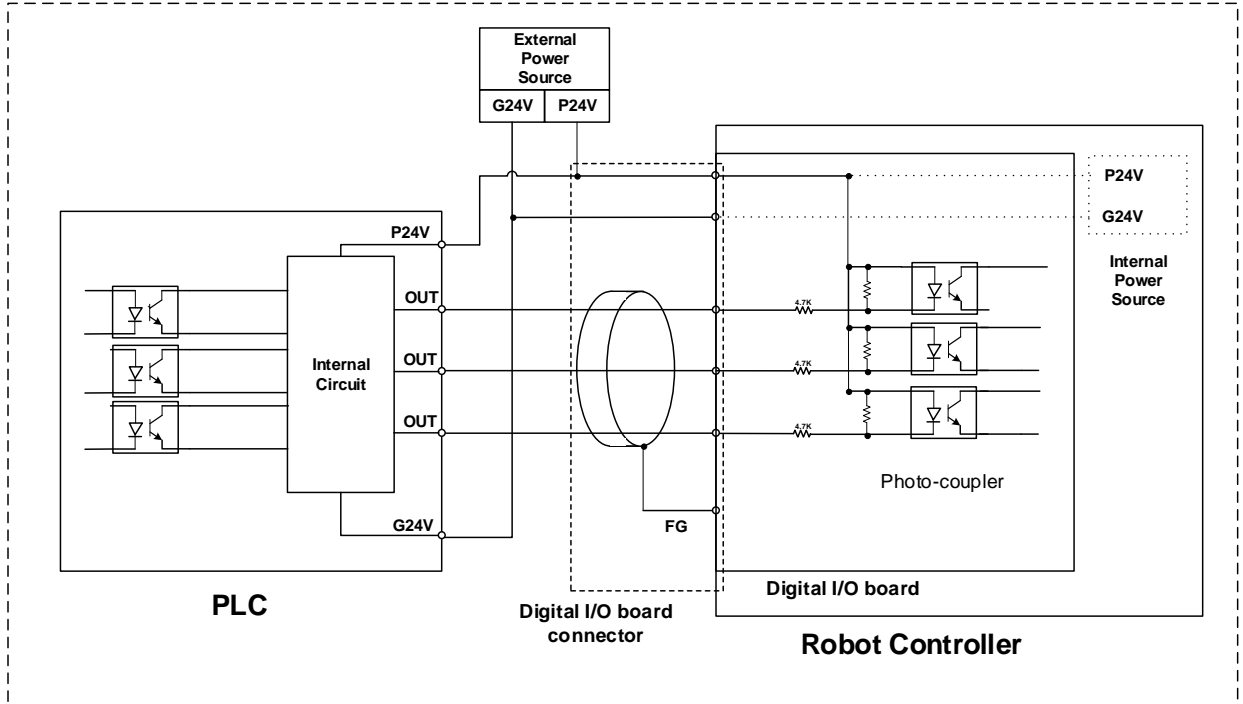 External
Power
Source
G24V
P24V
P24V
G24V
Internal
Power
Source
P24V
OUT
OUT
OUT
G24V
Internal
Circuit
4.7K
4.7K
4.7K
Photo-coupler
FG
PLC
Digital I/O board
connector
Digital I/O board
Robot Controller